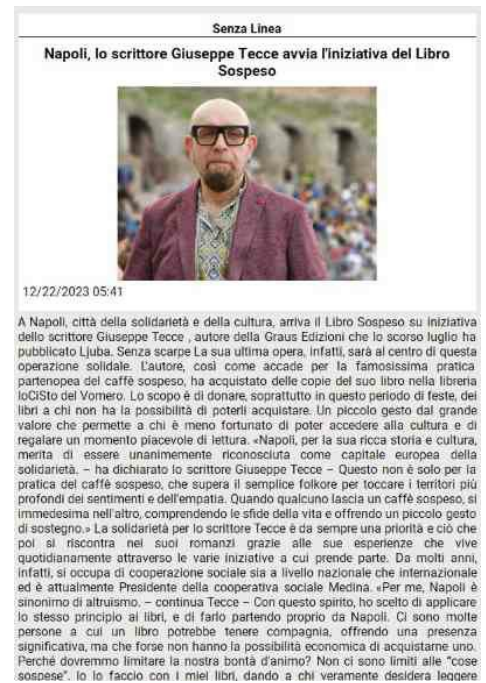 Senza Linea
Napoli, lo scrittore Giuseppe Tecce avvia l'iniziativa del Libro
Sospeso
12/22/2023 05:41
A Napoli, città della solidarietà e della cultura, arriva il Libro Sospeso su iniziativa
dello scrittore Giuseppe Tecce , autore della Graus Edizioni che lo scorso luglio ha
pubblicato Ljuba. Senza scarpe La sua ultima opera, infatti, sarà al centro di questa
operazione solidale. L'autore, così come accade per la famosissima pratica
partenopea del caffè sospeso, ha acquistato delle copie del suo libro nella libreria
IoCiSto del Vomero. Lo scopo è di donare, soprattutto in questo periodo di feste, dei
libri a chi non ha la possibilità di poterli acquistare. Un piccolo gesto dal grande
valore che permette a chi è meno fortunato di poter accedere alla cultura e di
regalare un momento piacevole di lettura. «Napoli, per la sua ricca storia e cultura,
merita di essere unanimemente riconosciuta come capitale europea della
solidarietà. – ha dichiarato lo scrittore Giuseppe Tecce – Questo non è solo per la
pratica del caffè sospeso, che supera il semplice folkore per toccare i territori più
profondi dei sentimenti e dell'empatia. Quando qualcuno lascia un caffè sospeso, si
immedesima nell'altro, comprendendo le sfide della vita e offrendo un piccolo gesto
di sostegno.» La solidarietà per lo scrittore Tecce è da sempre una priorità e ciò che
poi si riscontra nei suoi romanzi grazie alle sue esperienze che vive
quotidianamente attraverso le varie iniziative a cui prende parte. Da molti anni,
infatti, si occupa di cooperazione sociale sia a livello nazionale che internazionale
ed è attualmente Presidente della cooperativa sociale Medina. «Per me, Napoli è
sinonimo di altruismo. – continua Tecce – Con questo spirito, ho scelto di applicare
lo stesso principio ai libri, e di farlo partendo proprio da Napoli. Ci sono molte
persone a cui un libro potrebbe tenere compagnia, offrendo una presenza
significativa, ma che forse non hanno la possibilità economica di acquistarne uno.
Perché dovremmo limitare la nostra bontà d'animo? Non ci sono limiti alle "cose
sospese". Io lo faccio con i miei libri, dando a chi veramente desidera leggere